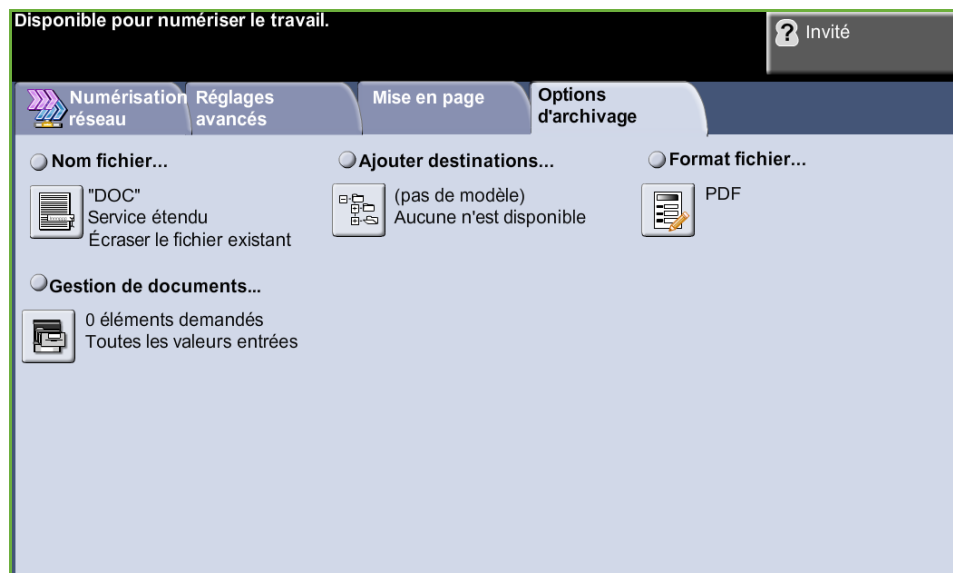 Disponible pour numériser le travail.
? Invité
Numérisation réseau
Réglages avancés
Mise en page
Options d'archivage
Nom fichier...
"DOC"
Service étendu
Écraser le fichier existant
Ajouter destinations...
(pas de modèle)
Aucune n'est disponible
Format fichier...
PDF
Gestion de documents...
0 éléments demandés
Toutes les valeurs entrées